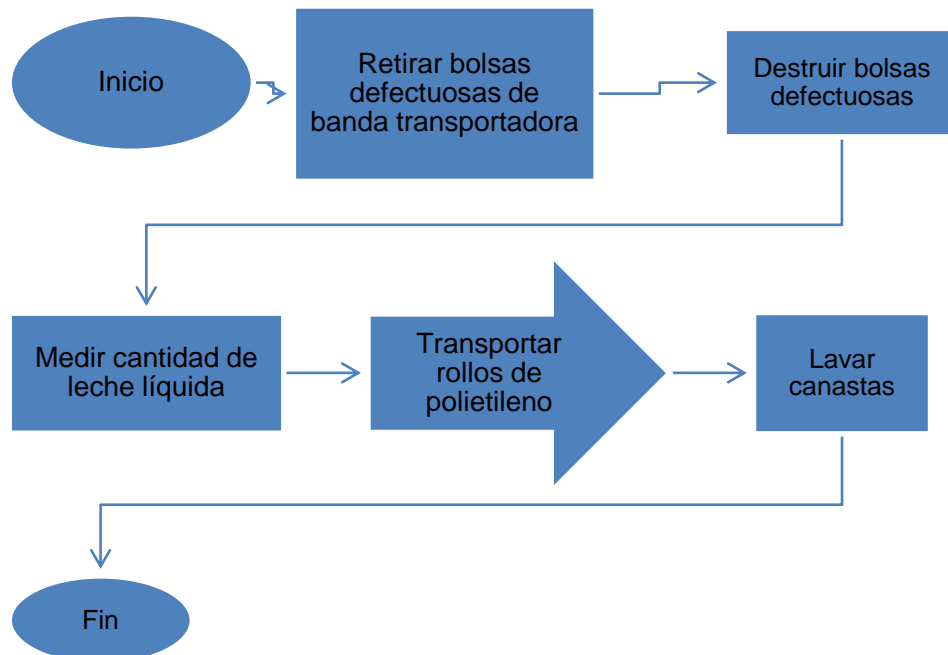 Inicio
Retirar bolsas
defectuosas de
banda transportadora
Destruir bolsas
defectuosas
Medir cantidad de
leche líquida
Transportar
rollos de
polietileno
Lavar
canastas
Fin